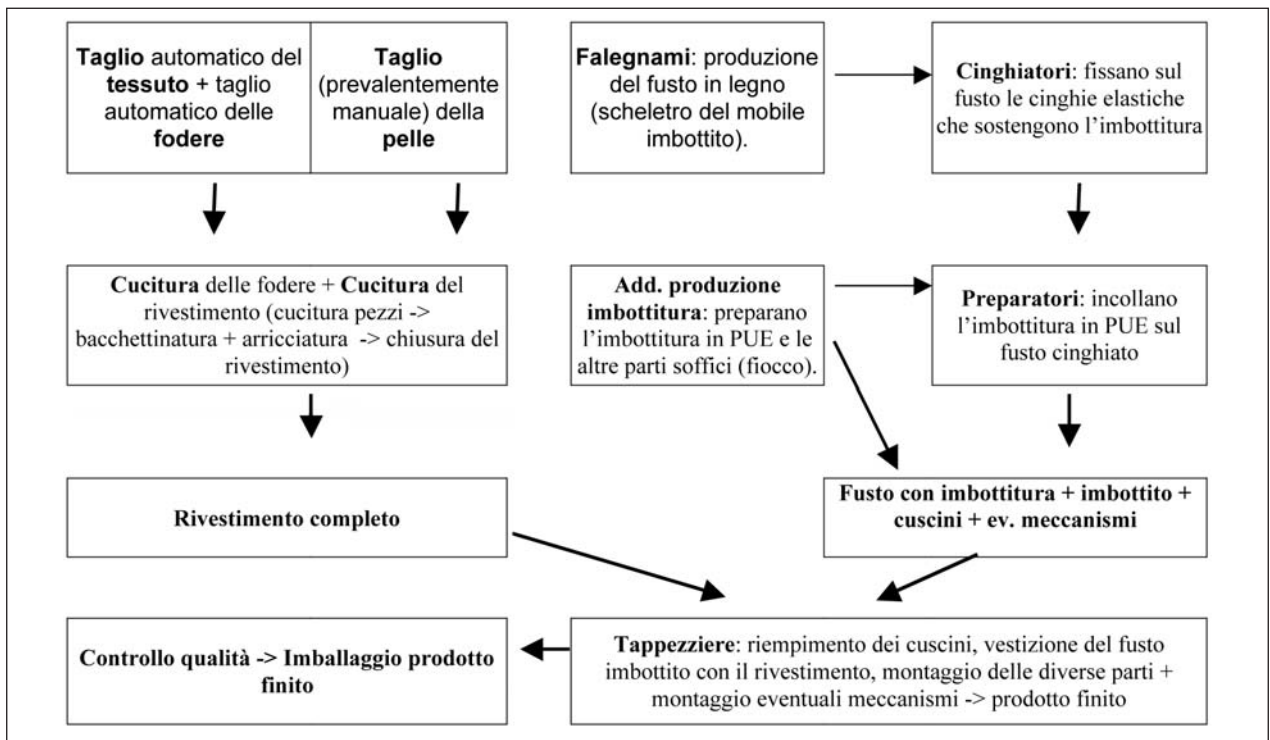 Taglio automatico del
tessuto + taglio
automatico delle
fodere
Taglio
(prevalentemente
manuale) della
pelle
Falegnami: produzione
del fusto in legno
(scheletro del mobile
imbottito).
Cinghiatori: fissano sul
fusto le cinghie elastiche
che sostengono l’imbottitura
Cucitura delle fodere + Cucitura del
rivestimento (cucitura pezzi ->
bacchettinatura + arricciatura -> chiusura del
rivestimento)
Add. produzione
imbottitura: preparano
l’imbottitura in PUE e le
altre parti soffici (fiocco).
Preparatori: incollano
l’imbottitura in PUE sul
fusto cinghiato
Rivestimento completo
Fusto con imbottitura + imbottito +
cuscini + ev. meccanismi
Controllo qualità -> Imballaggio prodotto
finito
Tappezziere: riempimento dei cuscini, vestizione del fusto
imbottito con il rivestimento, montaggio delle diverse parti +
montaggio eventuali meccanismi -> prodotto finito